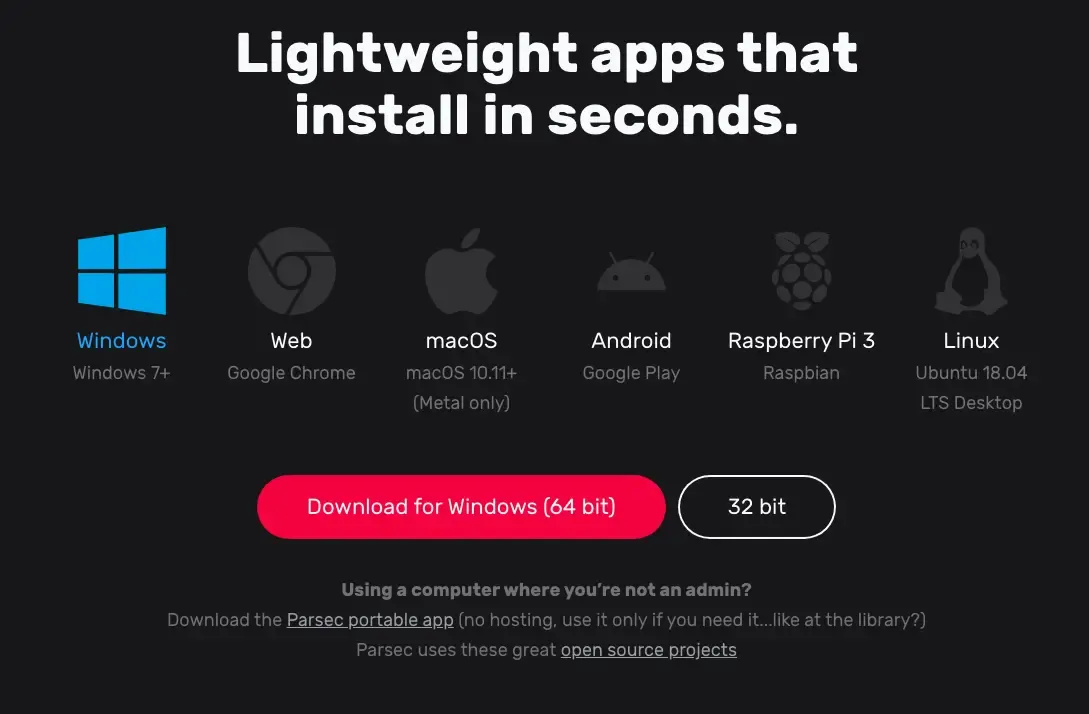 Lightweight apps that
install in seconds.
Windows
Web
macOS
Android
Raspberry Pi 3
Linux
Windows 7+
Google Chrome
macOS 10.11+
(Metal only)
Google Play
Raspbian
Ubuntu 18.04
LTS Desktop
Download for Windows (64 bit)
32 bit
Using a computer where you're not an admin?
Download the Parsec portable app (no hosting, use it only if you need it...like at the library?)
Parsec uses these great open source projects